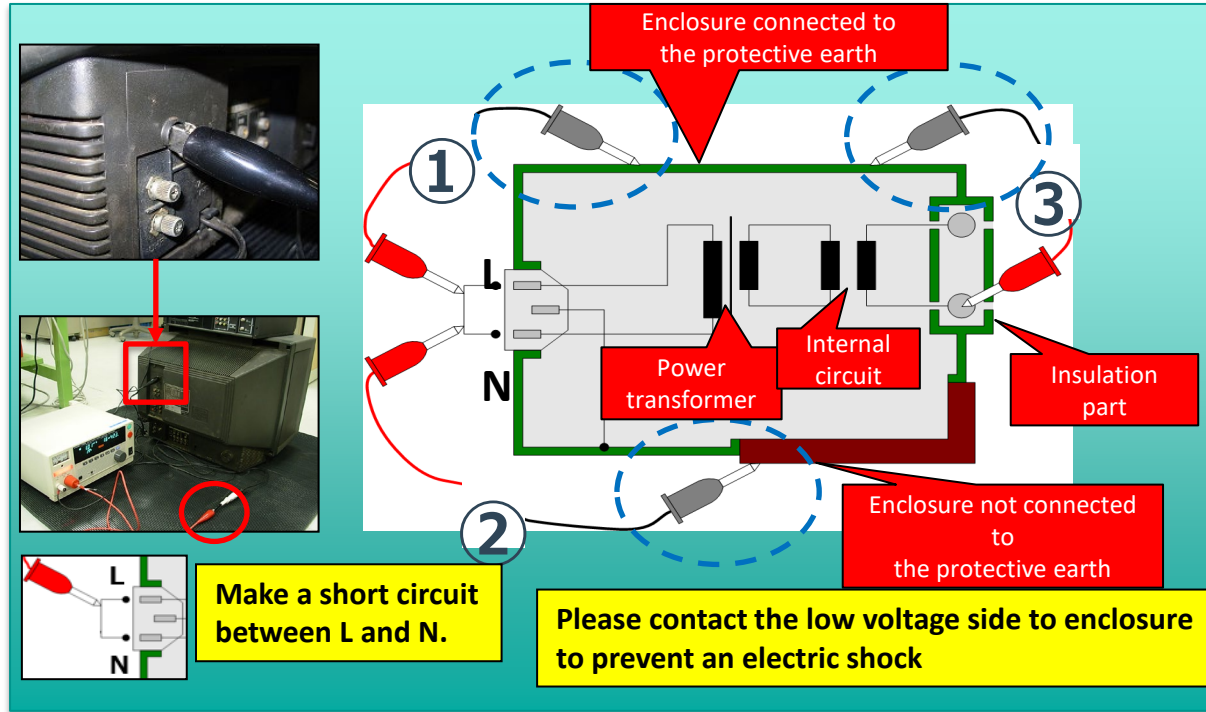 Enclosure connected to
the protective earth
①
③
L
N
Power
transformer
Internal
circuit
Insulation
part
②
Enclosure not connected
to
the protective earth
L
N
Make a short circuit
between L and N.
Please contact the low voltage side to enclosure
to prevent an electric shock